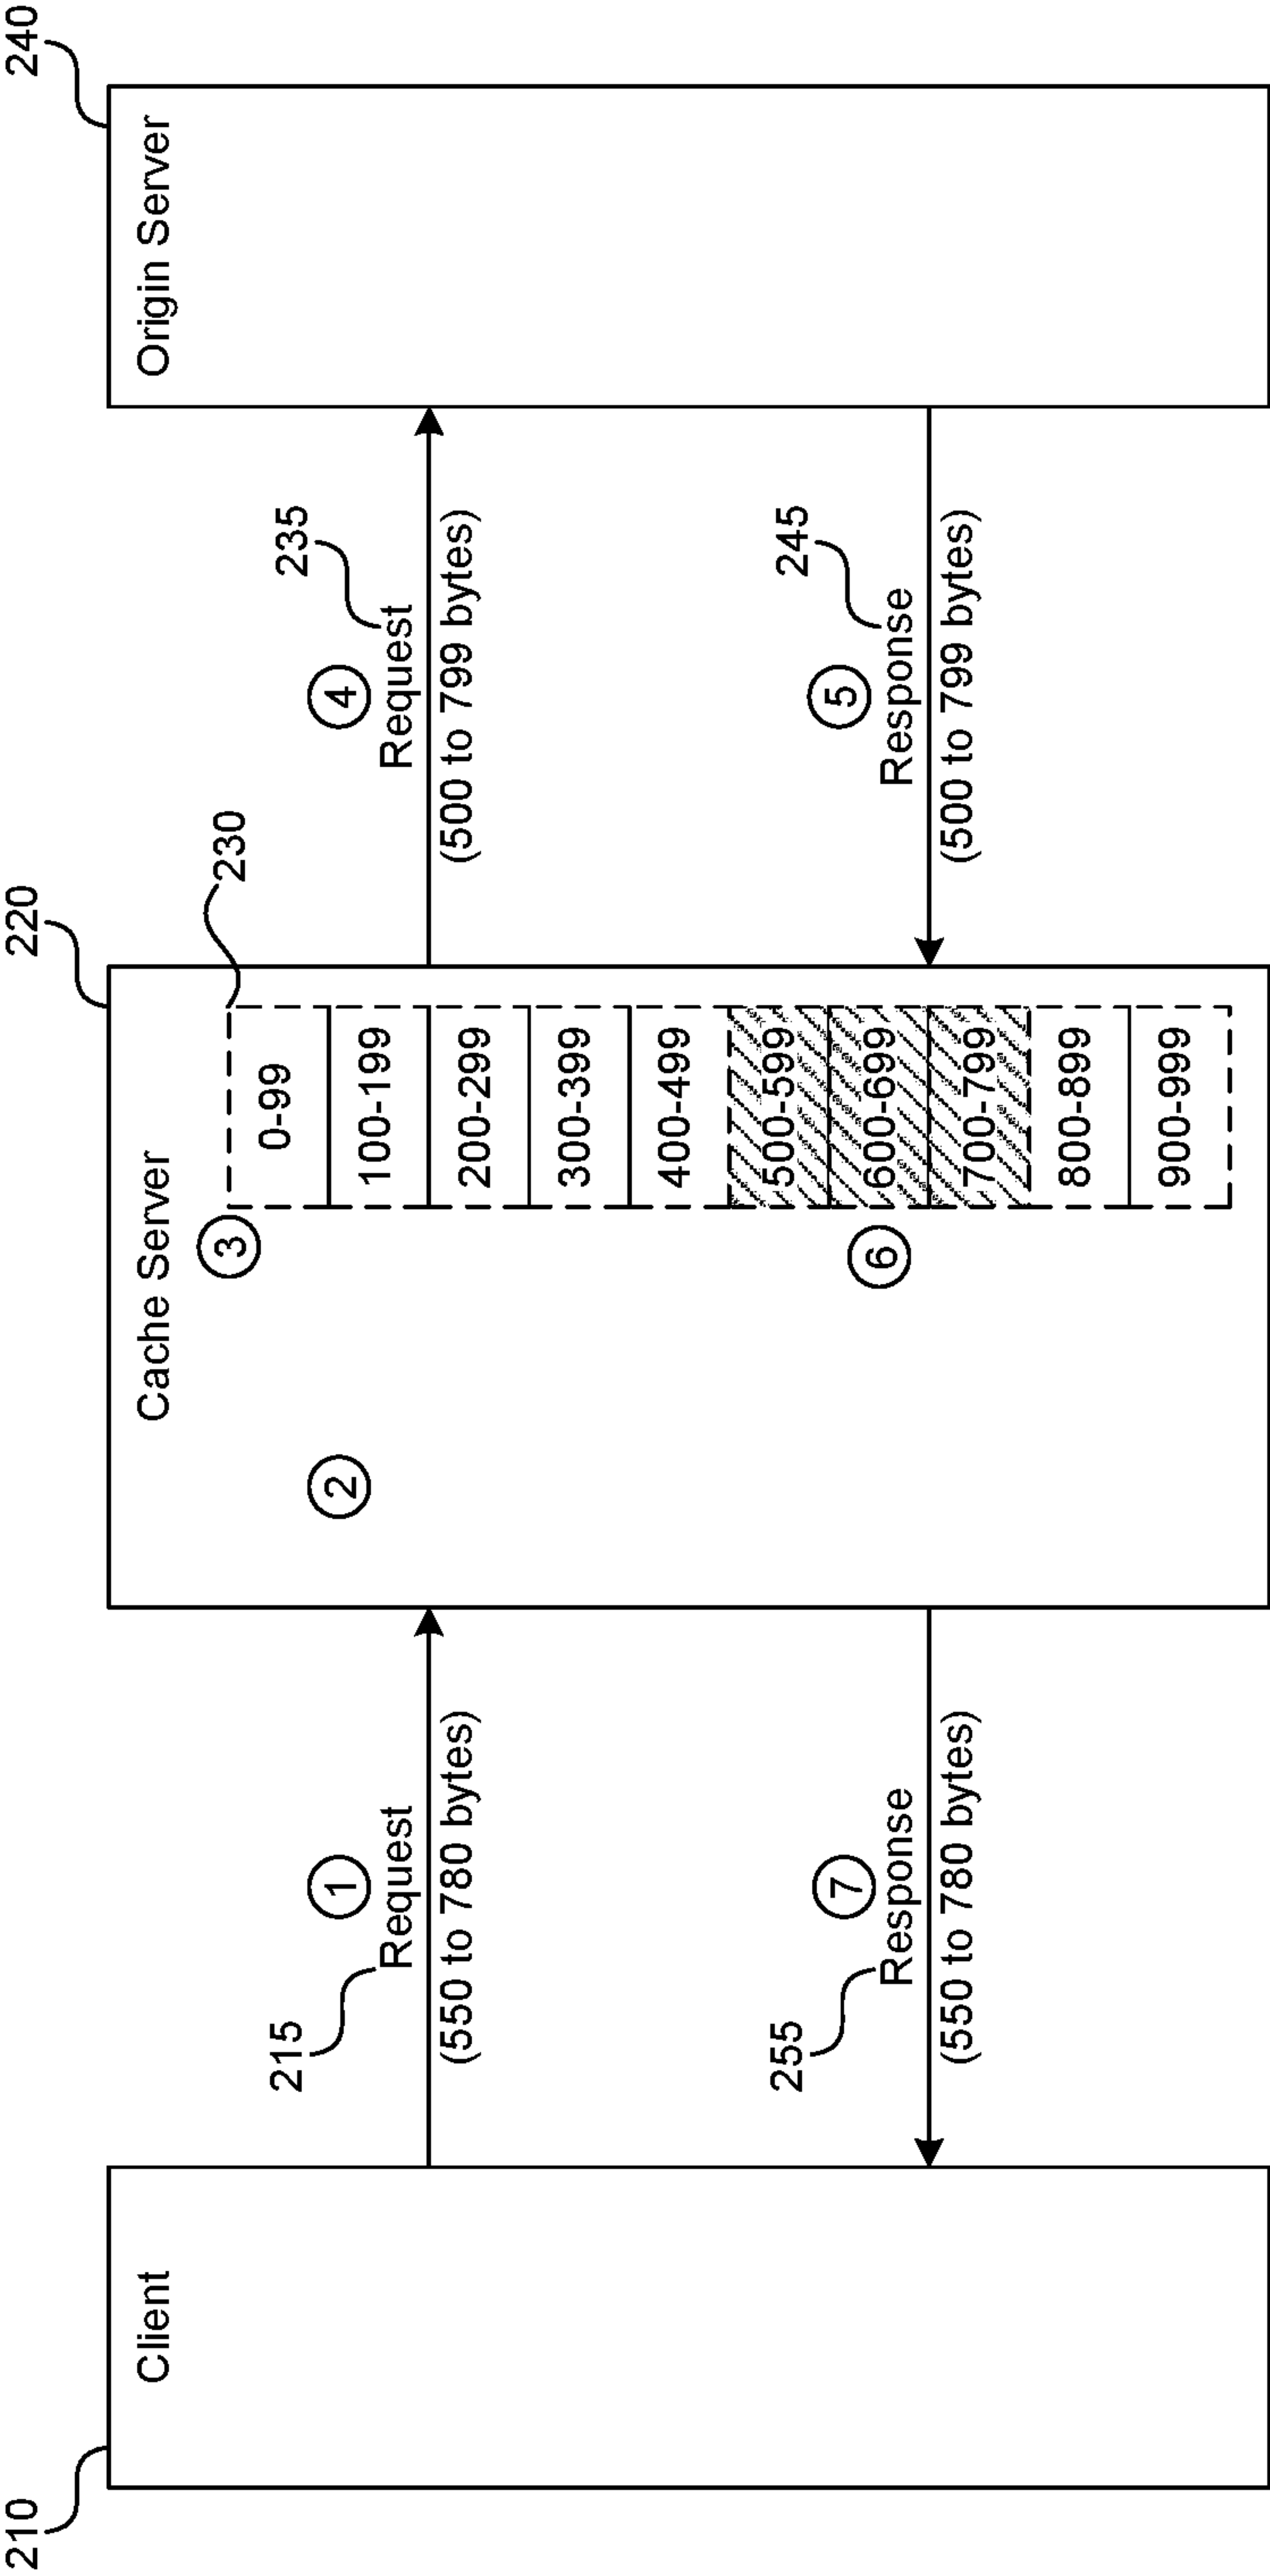 210
Client
215
1
Request
(550 to 780 bytes)
255
7
Response
(550 to 780 bytes)
220
Cache Server
2
3
230
0-99
100-199
200-299
300-399
400-499
500-599
600-699
700-799
800-899
900-999
6
235
4
Request
(500 to 799 bytes)
245
5
Response
(500 to 799 bytes)
240
Origin Server